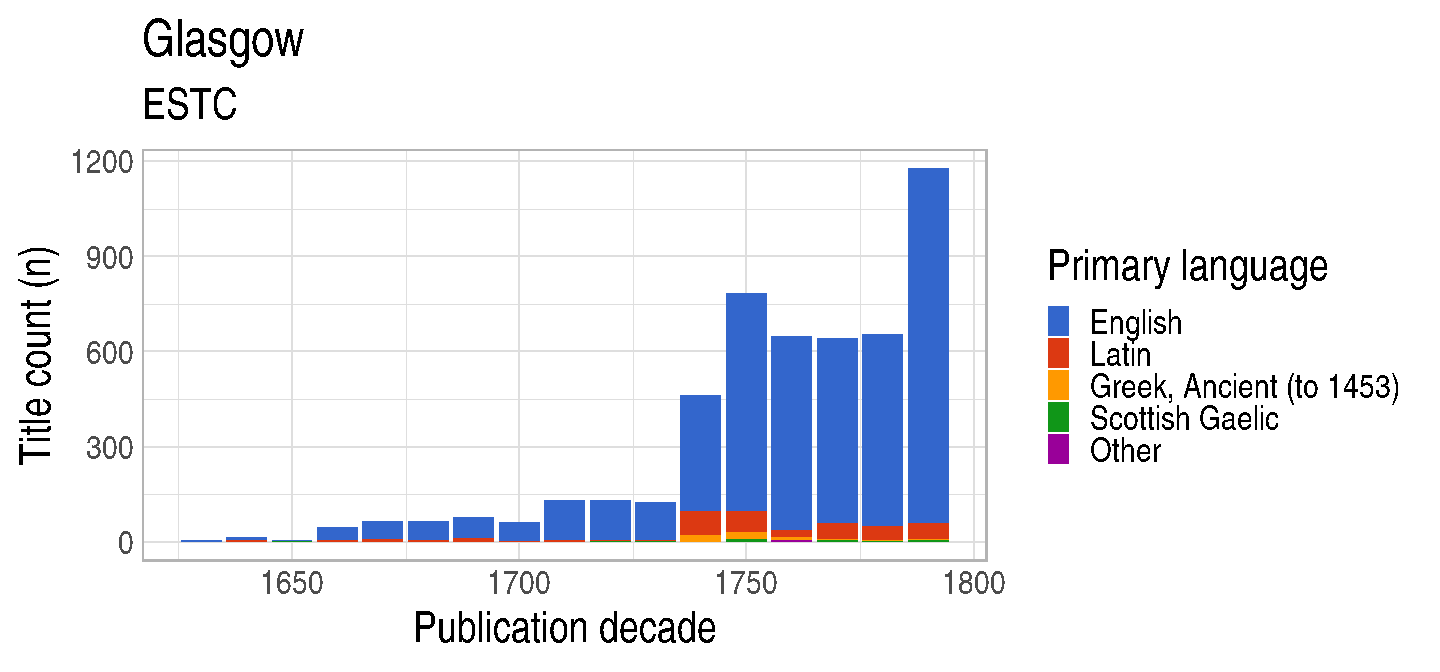 Glasgow
ESTC
1200
900
600
300
0
Title count (n)
1650 1700 1750 1800
Publication decade
Primary language
English
Latin
Greek, Ancient (to 1453)
Scottish Gaelic
Other